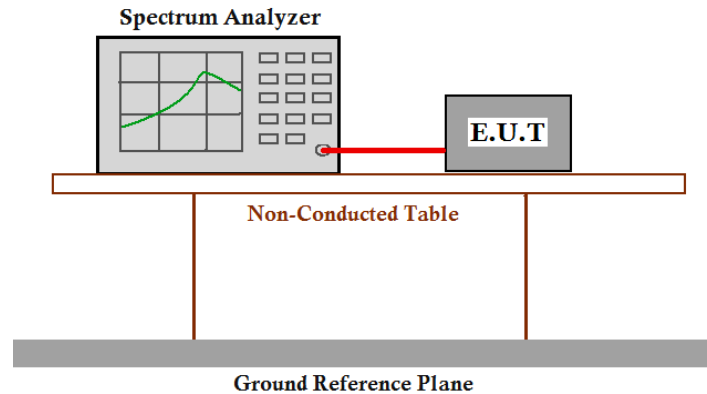 Spectrum Analyzer
E.U.T
Non-Conducted Table
Ground Reference Plane